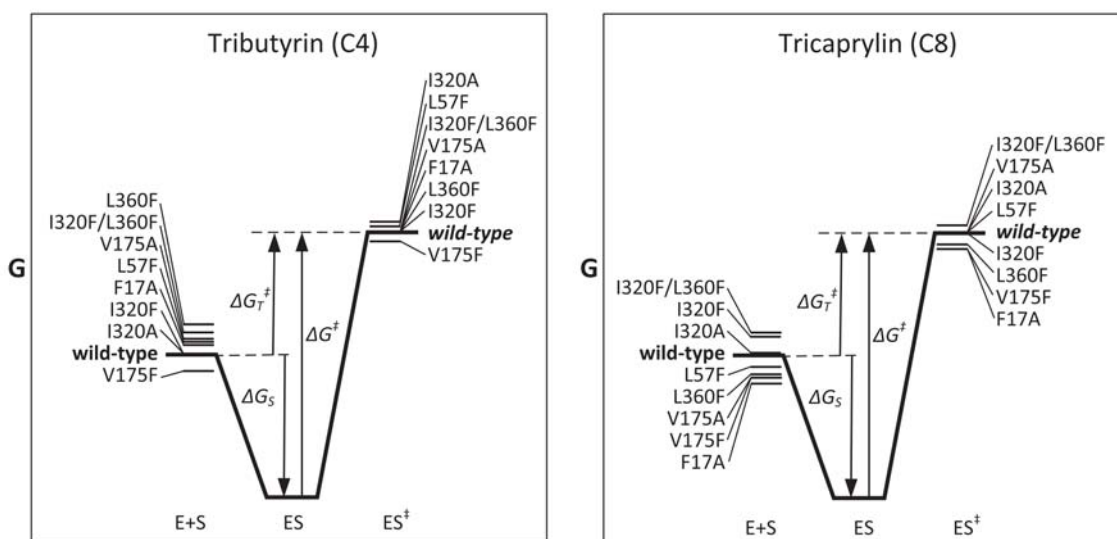 Tributyrin (C4)
I320A
L57F
I320F/L360F
V175A
F17A
L360F
I320F
wild-type
V175F
L360F
I320F/L360F
V175A
L57F
F17A
I320F
I320A
wild-type
V175F
G
ΔG_T‡
ΔG‡
ΔG_S
E+S
ES
ES‡
Tricaprylin (C8)
I320F/L360F
V175A
I320A
L57F
wild-type
I320F
L360F
V175F
F17A
I320F/L360F
I320F
I320A
wild-type
L57F
L360F
V175A
V175F
F17A
G
ΔG_T‡
ΔG‡
ΔG_S
E+S
ES
ES‡